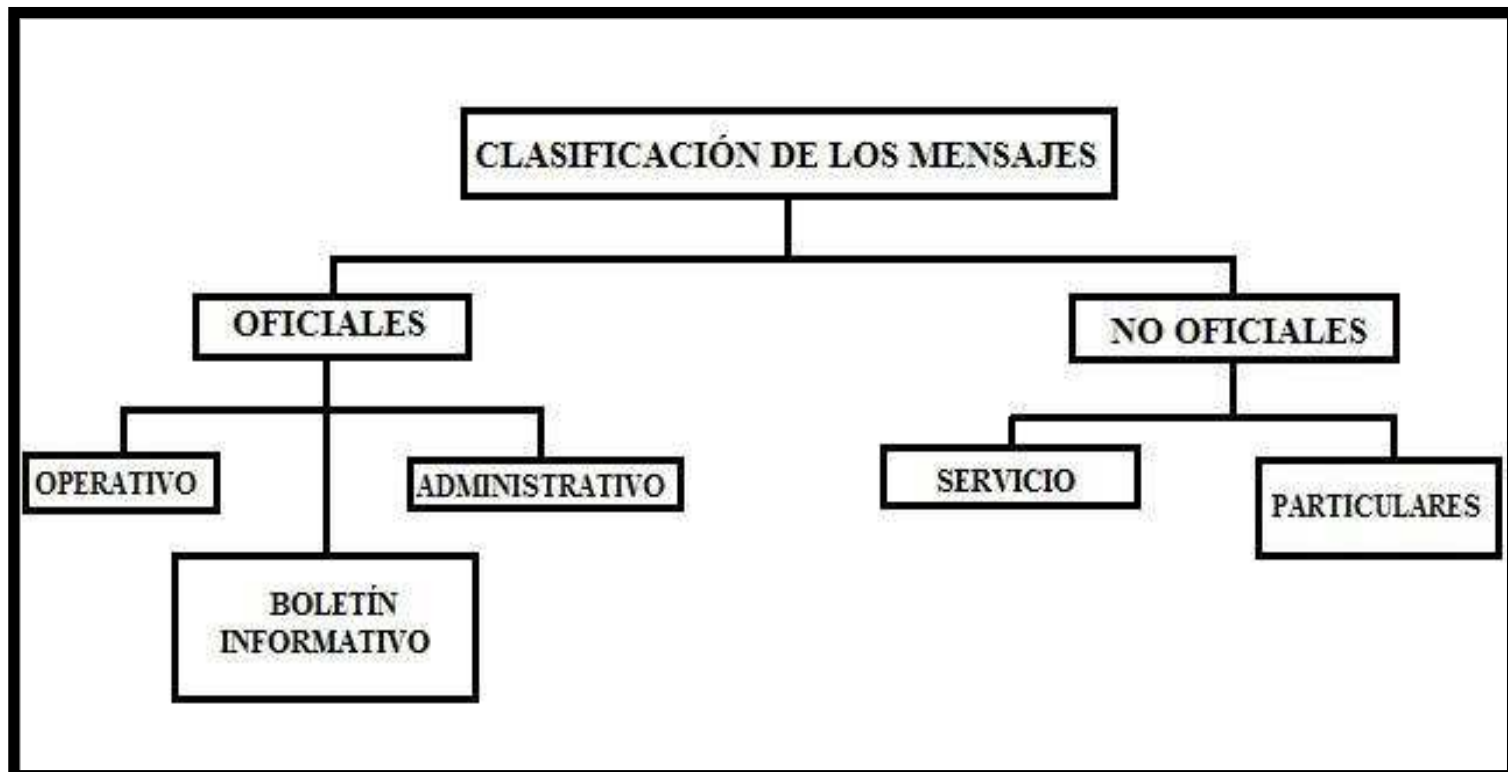 CLASIFICACIÓN DE LOS MENSAJES
OFICIALES
NO OFICIALES
OPERATIVO
ADMINISTRATIVO
SERVICIO
PARTICULARES
BOLETÍN
INFORMATIVO